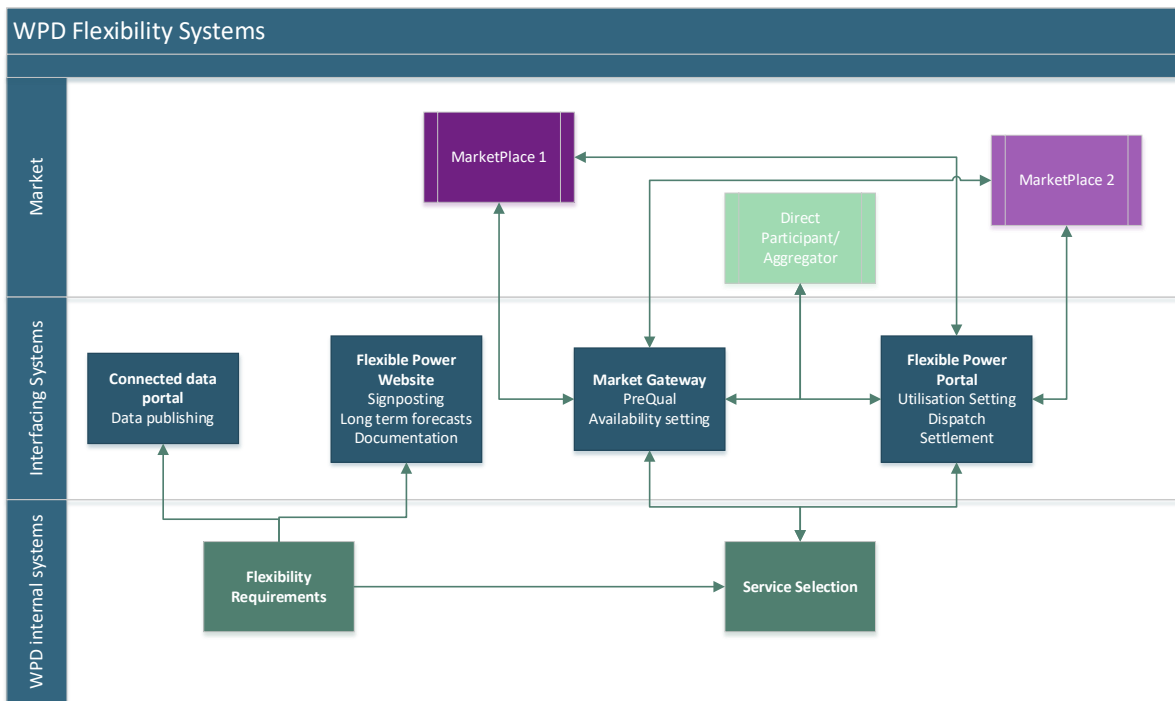 WPD Flexibility Systems
Market
MarketPlace 1
MarketPlace 2
Direct
Participant/
Aggregator
Interfacing Systems
Connected data
portal
Data publishing
Flexible Power
Website
Signposting
Long term forecasts
Documentation
Market Gateway
PreQual
Availability setting
Flexible Power
Portal
Utilisation Setting
Dispatch
Settlement
WPD internal systems
Flexibility
Requirements
Service Selection